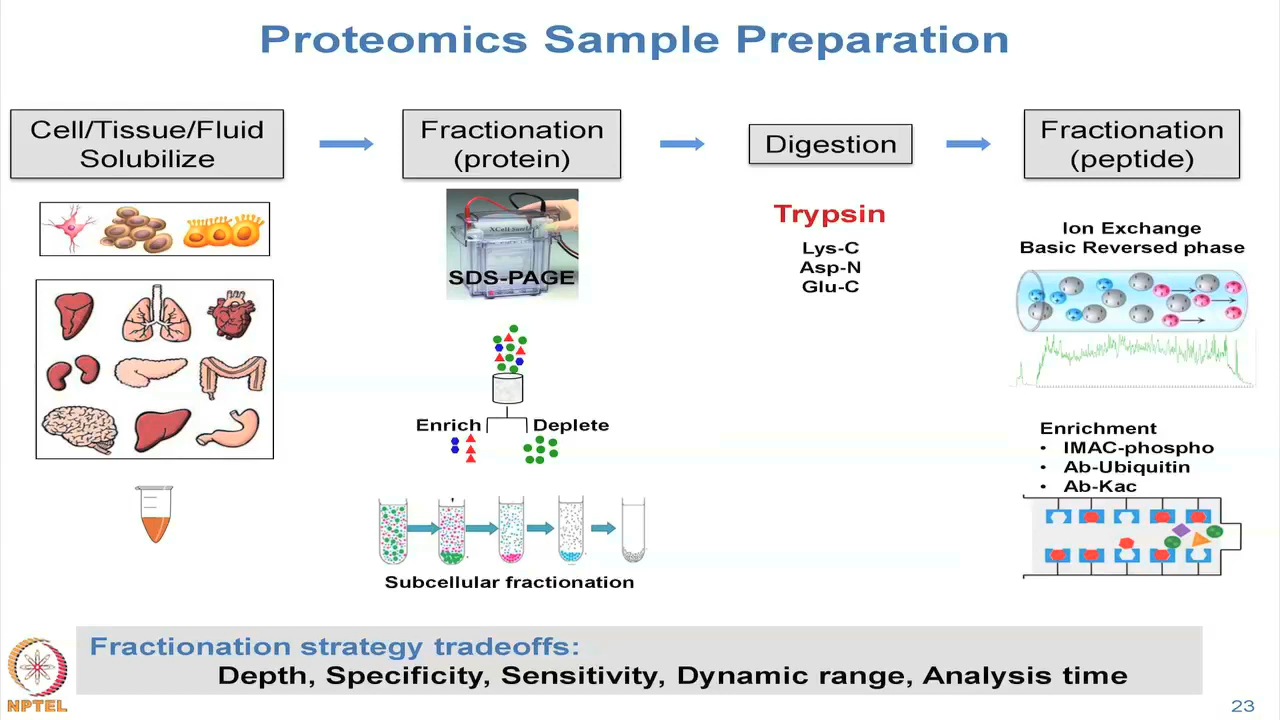 Proteomics Sample Preparation
Cell/Tissue/Fluid
Solubilize
Fractionation
(protein)
Digestion
Fractionation
(peptide)
SDS-PAGE
Enrich
Deplete
Subcellular fractionation
Trypsin
Lys-C
Asp-N
Glu-C
Ion Exchange
Basic Reversed phase
Enrichment
• IMAC-phospho
• Ab-Ubiquitin
• Ab-Kac
Fractionation strategy tradeoffs:
Depth, Specificity, Sensitivity, Dynamic range, Analysis time
NPTEL
23